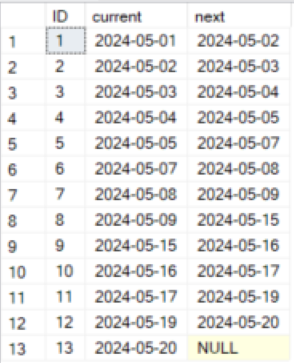 ID current next
1 1 2024-05-01 2024-05-02
2 2 2024-05-02 2024-05-03
3 3 2024-05-03 2024-05-04
4 4 2024-05-04 2024-05-05
5 5 2024-05-05 2024-05-07
6 6 2024-05-07 2024-05-08
7 7 2024-05-08 2024-05-09
8 8 2024-05-09 2024-05-15
9 9 2024-05-15 2024-05-16
10 10 2024-05-16 2024-05-17
11 11 2024-05-17 2024-05-19
12 12 2024-05-19 2024-05-20
13 13 2024-05-20 NULL